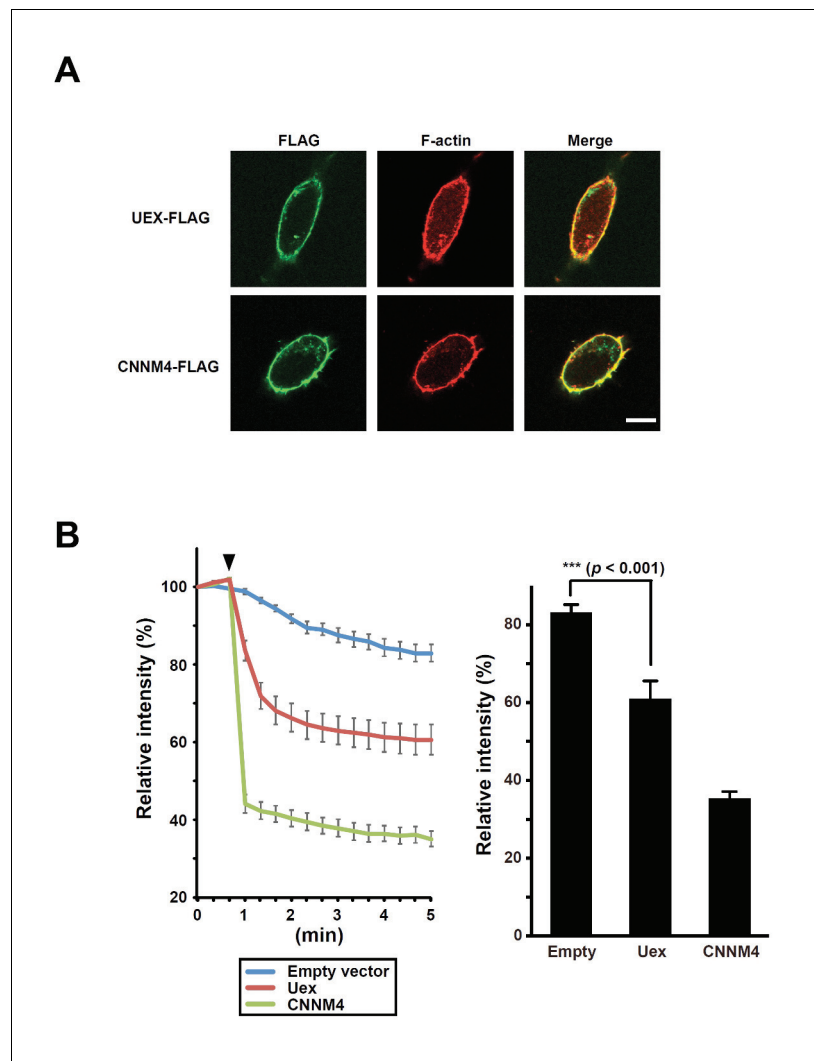 A
FLAG
F-actin
Merge
UEX-FLAG
CNNM4-FLAG
B
Relative intensity (%)
100
80
60
40
20
0
1
2
3
4
5
(min)
Empty vector
Uex
CNNM4
*** (p < 0.001)
Relative intensity (%)
80
60
40
20
0
Empty
Uex
CNNM4